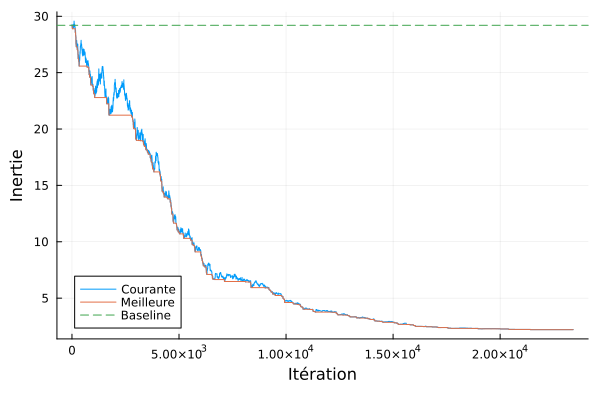 30
25
20
15
10
5
Inertie
Courante
Meilleure
Baseline
0 5.00×10³ 1.00×10⁴ 1.50×10⁴ 2.00×10⁴
Itération